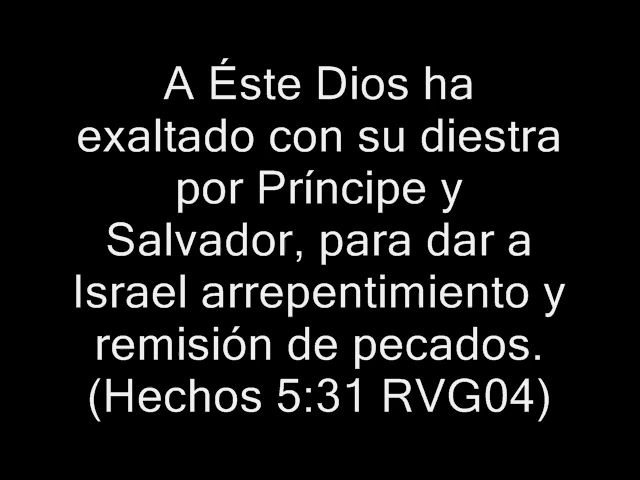 A Éste Dios ha
exaltado con su diestra
por Príncipe y
Salvador, para dar a
Israel arrepentimiento y
remisión de pecados.
(Hechos 5:31 RVG04)